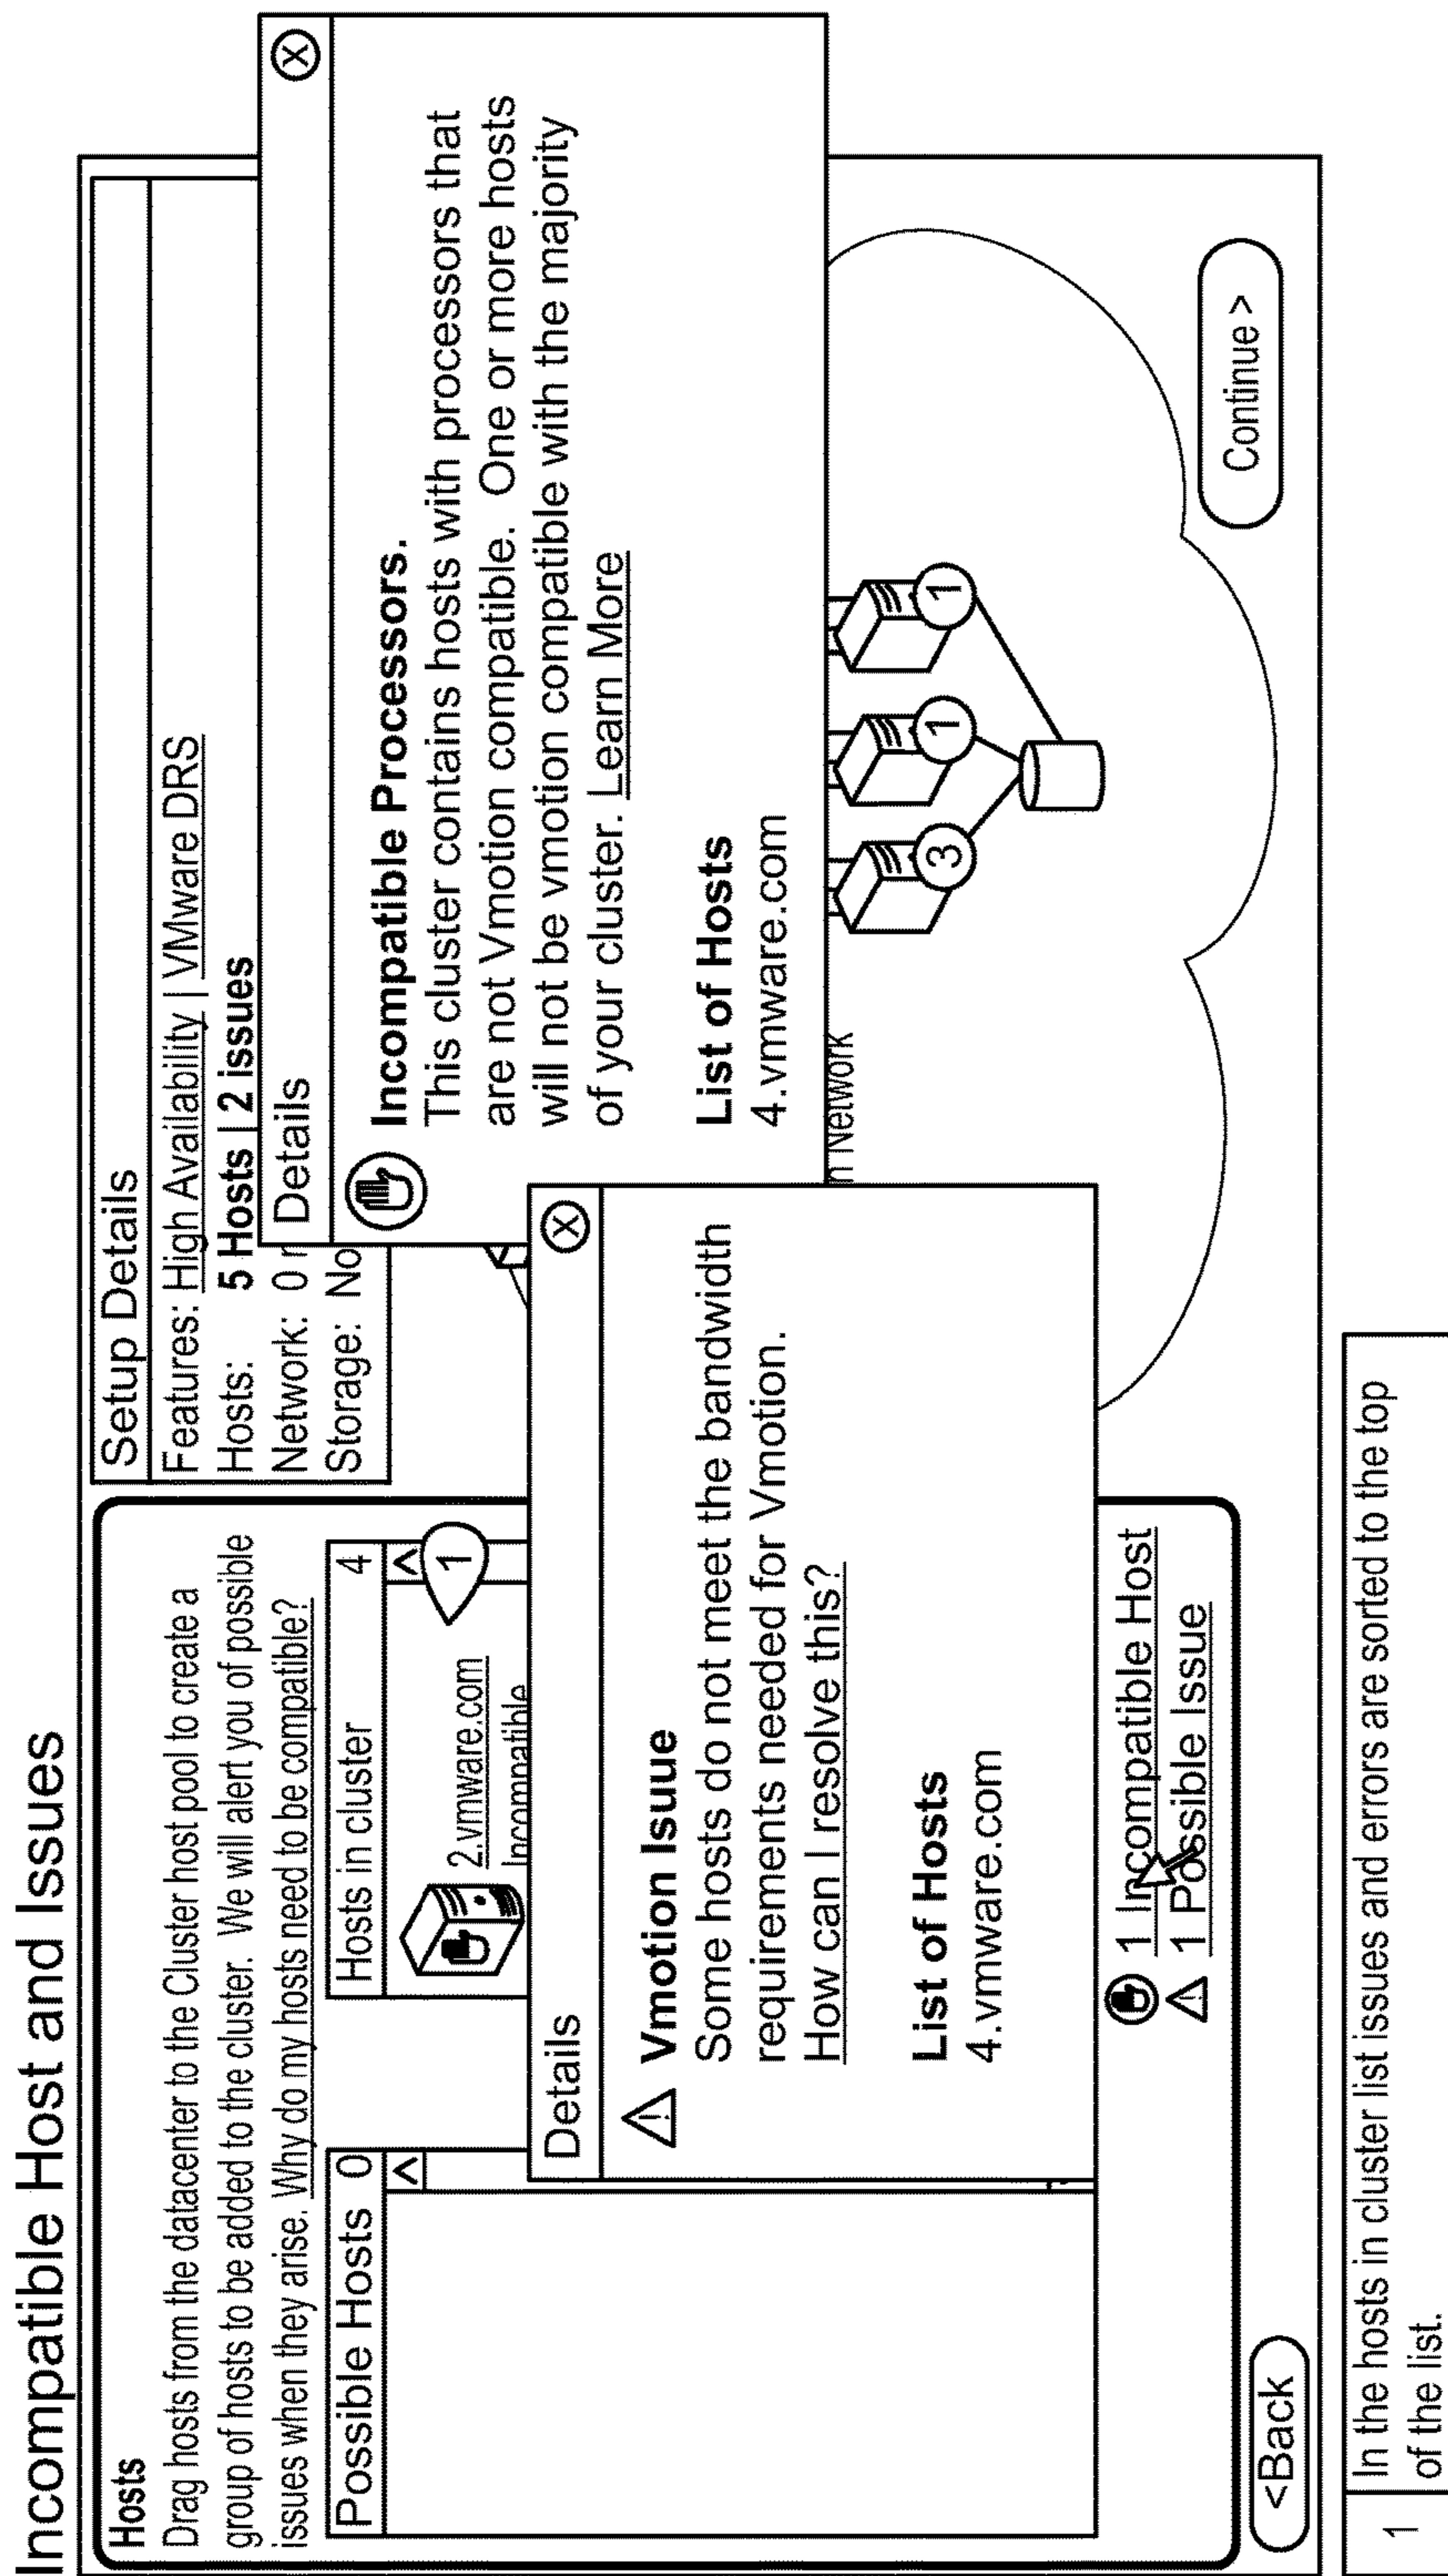 Incompatible Host and Issues
Hosts
Drag hosts from the datacenter to the Cluster host pool to create a
group of hosts to be added to the cluster. We will alert you of possible
issues when they arise. Why do my hosts need to be compatible?
Possible Hosts 0
Hosts in cluster 4
2.vmware.com
Incompatible
1
Setup Details
Features: High Availability | VMware DRS
Hosts: 5 Hosts | 2 issues
Network: 0
Storage: No
Details
X
Incompatible Processors.
This cluster contains hosts with processors that
are not Vmotion compatible. One or more hosts
will not be vmotion compatible with the majority
of your cluster. Learn More
List of Hosts
4.vmware.com
Details
X
Vmotion Isuue
Some hosts do not meet the bandwidth
requirements needed for Vmotion.
How can I resolve this?
List of Hosts
4.vmware.com
Network
3
1
1
1 Incompatible Host
1 Possible Issue
<Back
Continue >
1 In the hosts in cluster list issues and errors are sorted to the top
of the list.